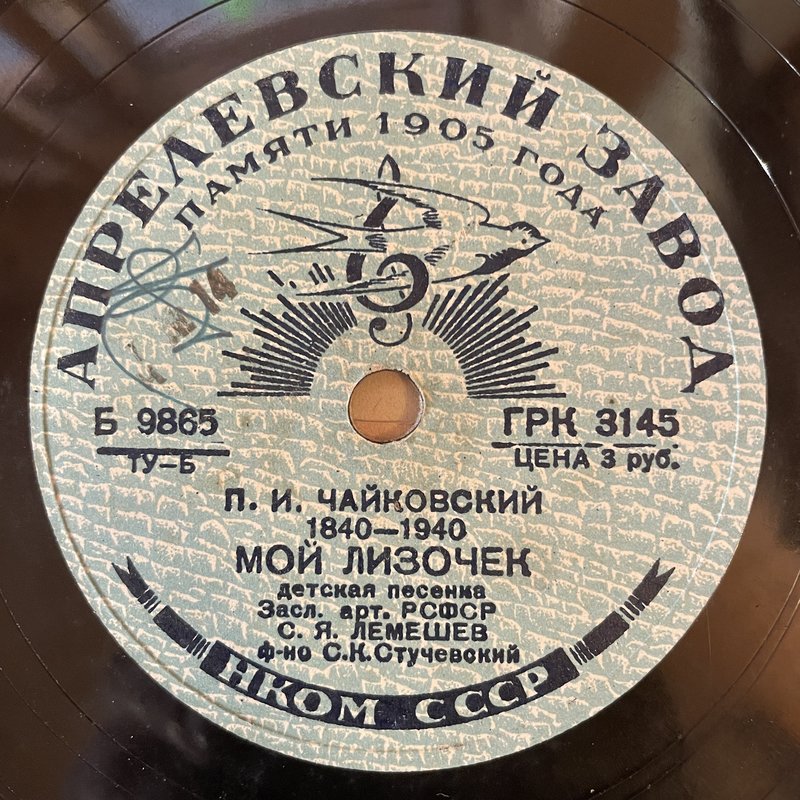 АПРЕЛЕВСКИЙ ЗАВОД
ПАМЯТИ 1905 ГОДА
14
Б 9865
ТУ–Б
ГРК 3145
ЦЕНА 3 руб.
П. И. ЧАЙКОВСКИЙ
1840—1940
МОЙ ЛИЗОЧЕК
детская песенка
Засл. арт. РСФСР
С. Я. ЛЕМЕШЕВ
ф-но С.К.Стучевский
НКОМ СССР